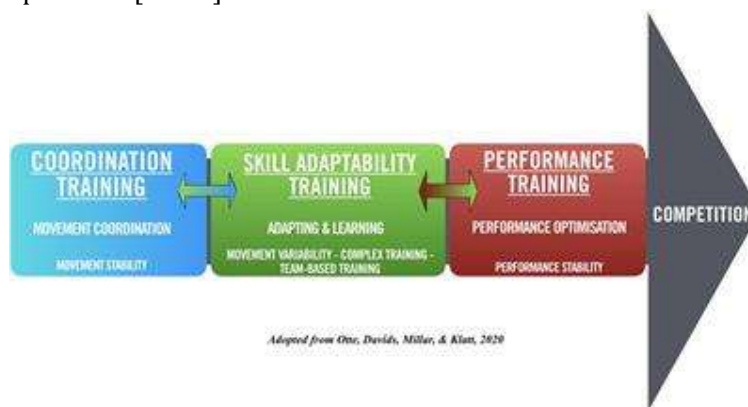 COORDINATION
TRAINING
MOVEMENT COORDINATION
MOVEMENT STABILITY
SKILL ADAPTABILITY
TRAINING
ADAPTING & LEARNING
MOVEMENT VARIABILITY - COMPLEX TRAINING -
TEAM-BASED TRAINING
PERFORMANCE
TRAINING
PERFORMANCE OPTIMISATION
PERFORMANCE STABILITY
COMPETITION
Adopted from Otte, Davids, Millar, & Klatt, 2020